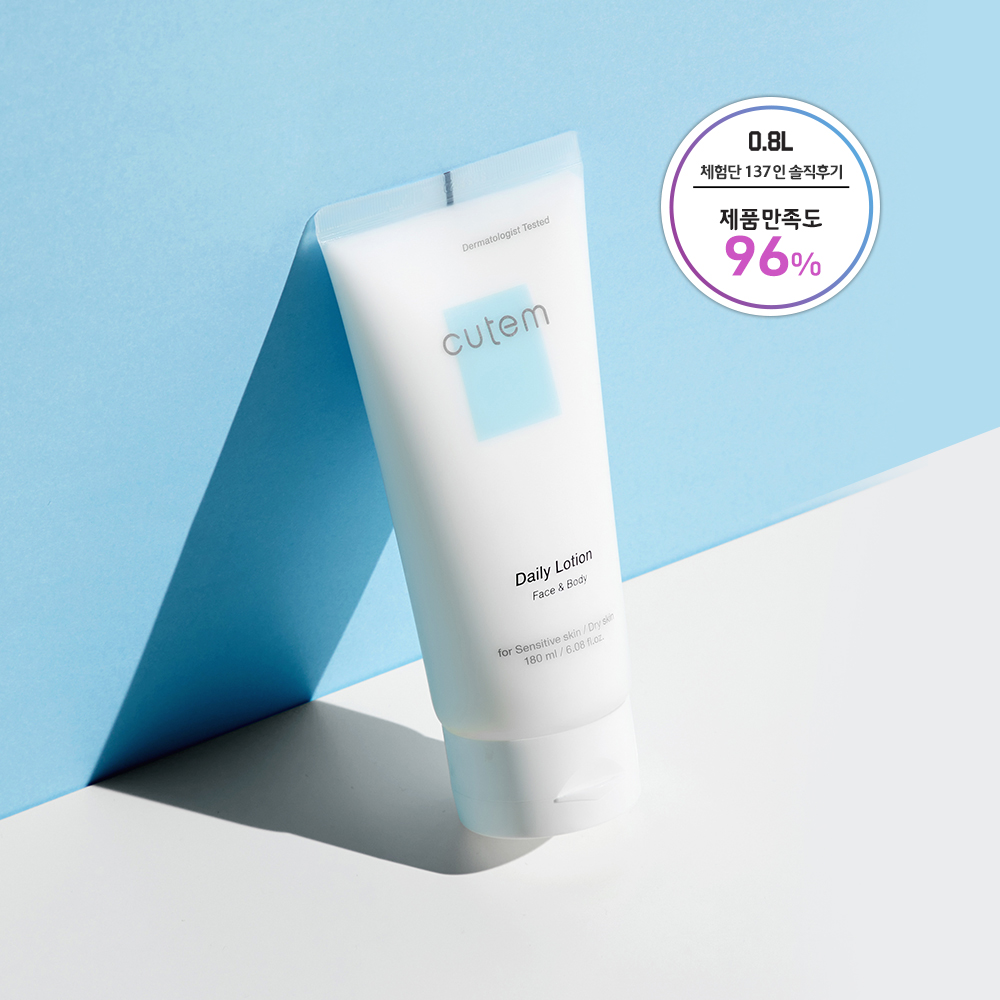 0.8L
체험단 137인 솔직후기
제품만족도
96%
Dermatologist Tested
cutem
Daily Lotion
Face & Body
for Sensitive skin / Dry skin
180 ml / 6.08 fl.oz.